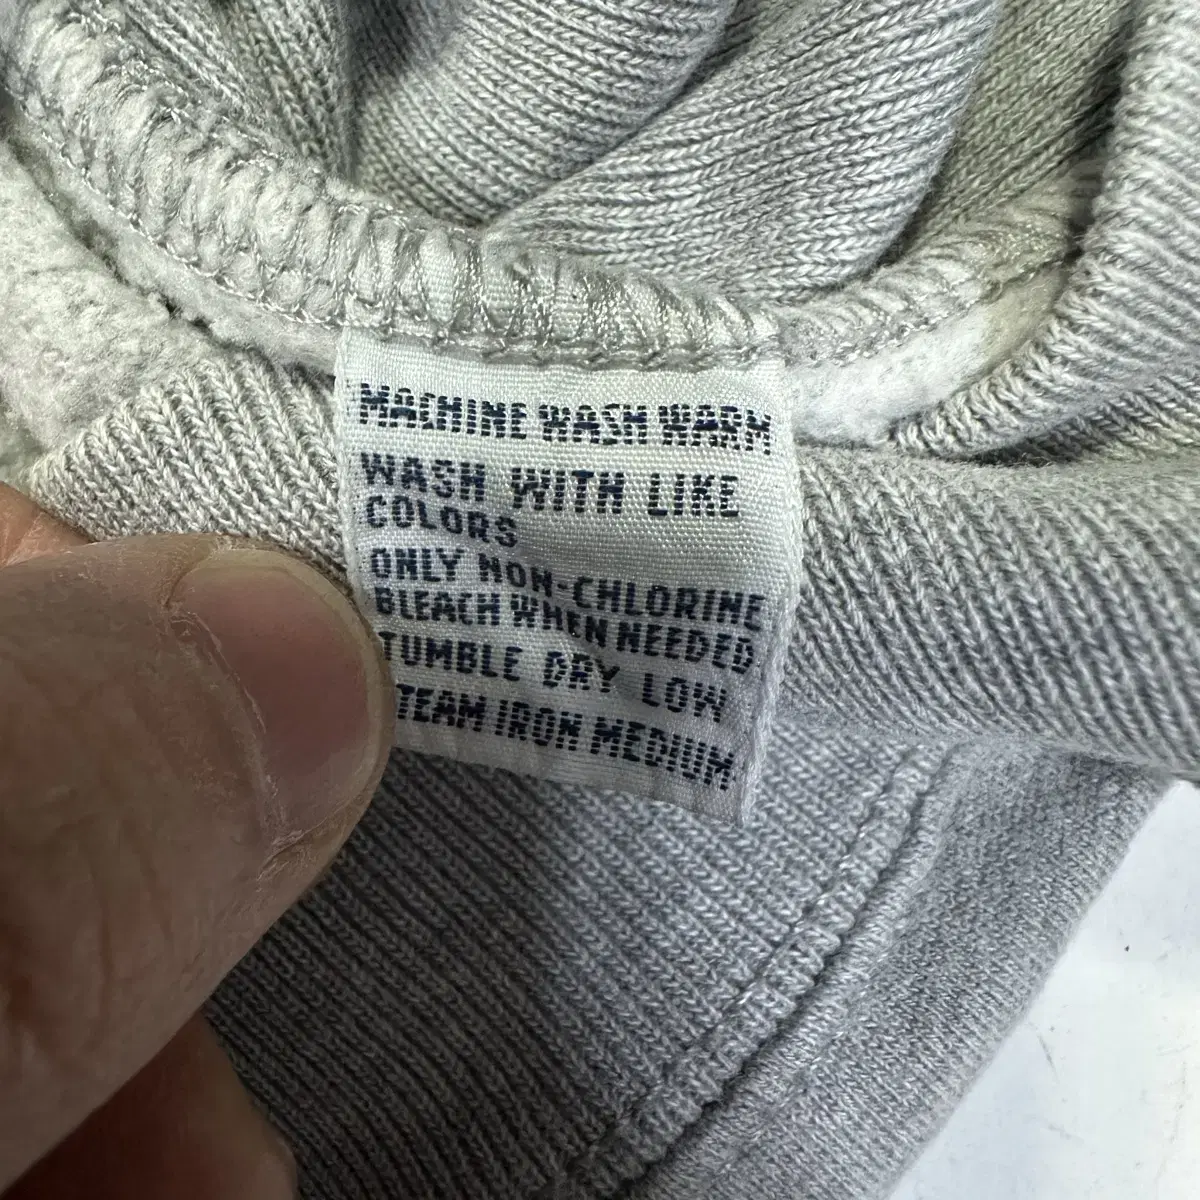 MACHINE WASH WARM
WASH WITH LIKE
COLORS
ONLY NON-CHLORINE
BLEACH WHEN NEEDED
TUMBLE DRY LOW
TEAM IRON MEDIUM